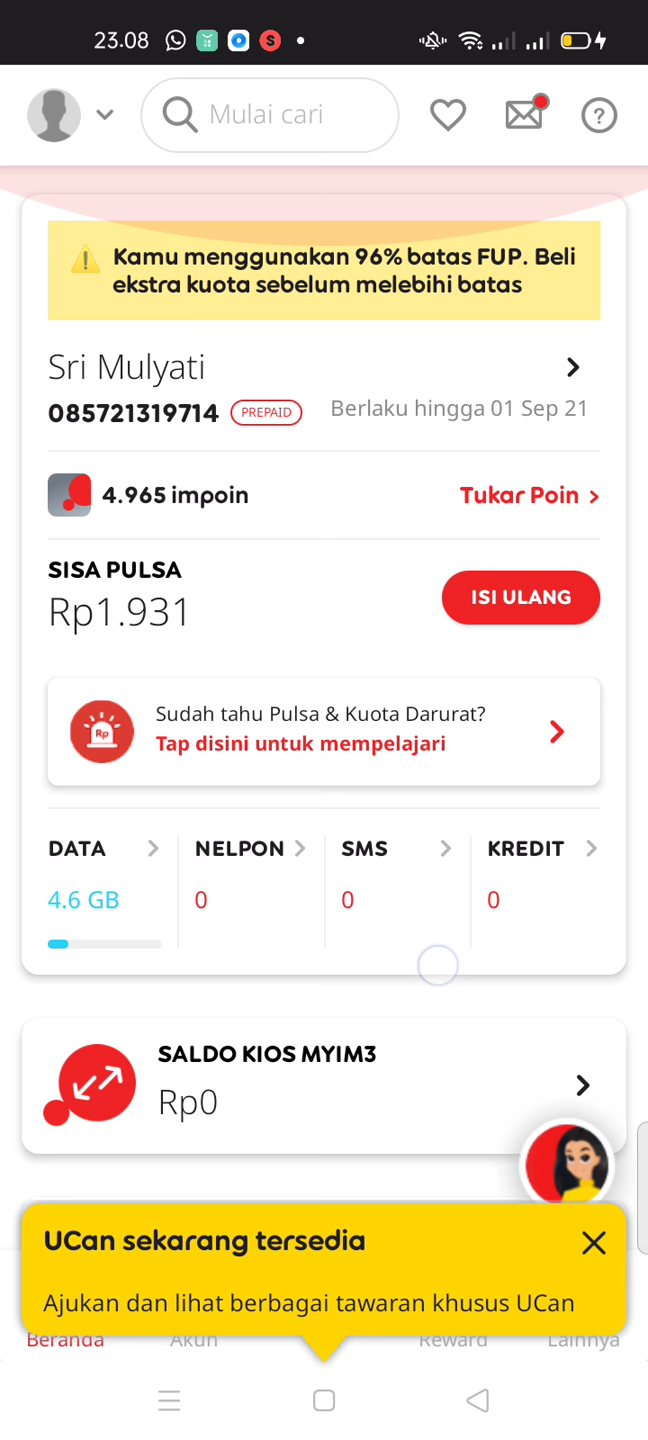 23.08
S
Mulai cari
?
Kamu menggunakan 96% batas FUP. Beli
ekstra kuota sebelum melebihi batas
Sri Mulyati
085721319714 PREPAID Berlaku hingga 01 Sep 21
4.965 impoin Tukar Poin
SISA PULSA
Rp1.931
ISI ULANG
Rp
Sudah tahu Pulsa & Kuota Darurat?
Tap disini untuk mempelajari
DATA NELPON SMS KREDIT
4.6 GB 0 0 0
SALDO KIOS MYIM3
Rp0
UCan sekarang tersedia
Ajukan dan lihat berbagai tawaran khusus UCan
Beranda Akun Reward Lainnya